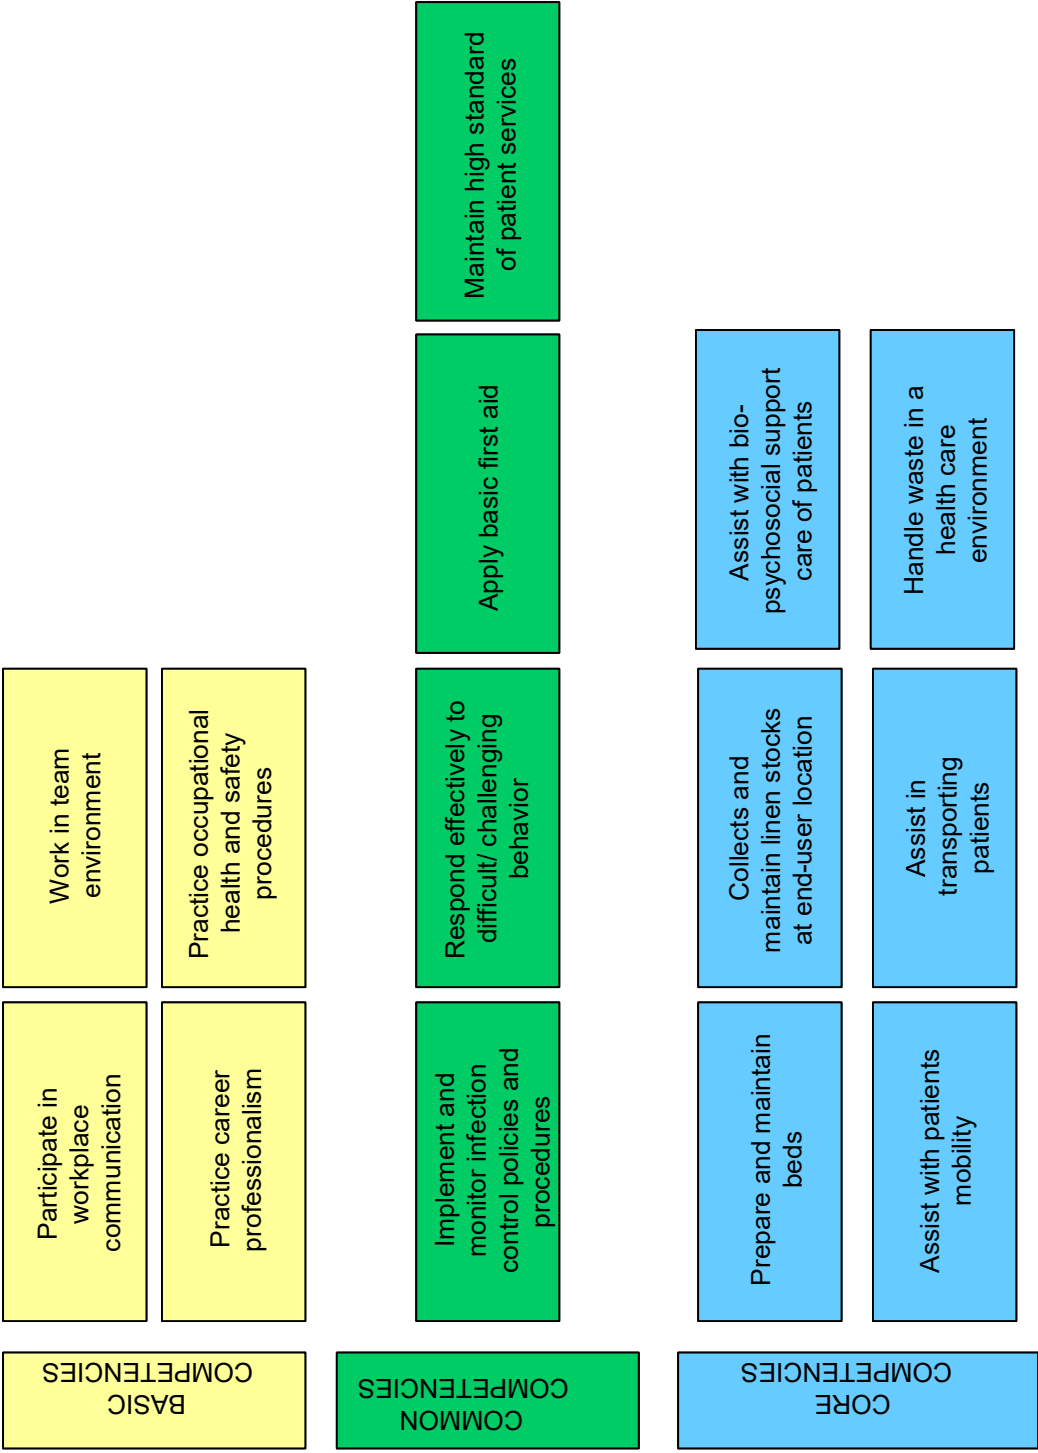 BASIC
COMPETENCIES
Participate in
workplace
communication
Work in team
environment
Practice career
professionalism
Practice occupational
health and safety
procedures
COMMON
COMPETENCIES
Implement and
monitor infection
control policies and
procedures
Respond effectively to
difficult/ challenging
behavior
Apply basic first aid
Maintain high standard
of patient services
CORE
COMPETENCIES
Prepare and maintain
beds
Collects and
maintain linen stocks
at end-user location
Assist with bio-
psychosocial support
care of patients
Assist with patients
mobility
Assist in
transporting
patients
Handle waste in a
health care
environment